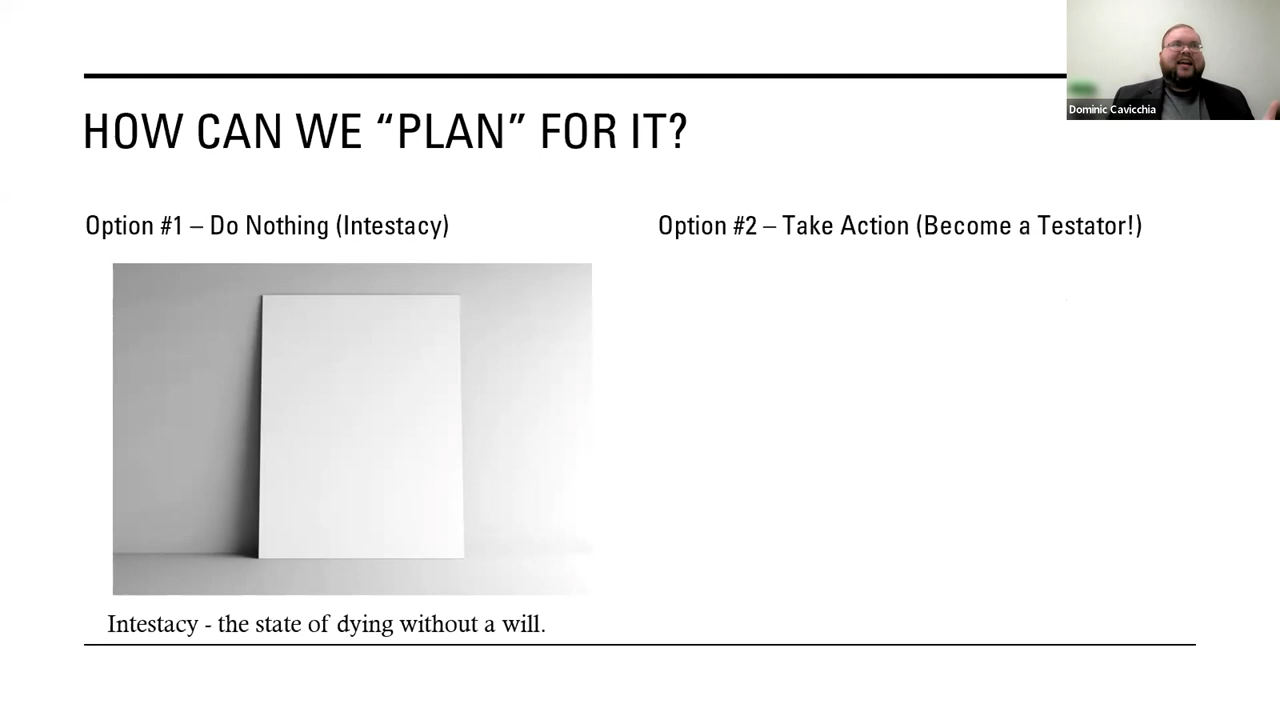 Dominic Cavicchia
HOW CAN WE “PLAN” FOR IT?
Option #1 – Do Nothing (Intestacy)
Option #2 – Take Action (Become a Testator!)
Intestacy - the state of dying without a will.